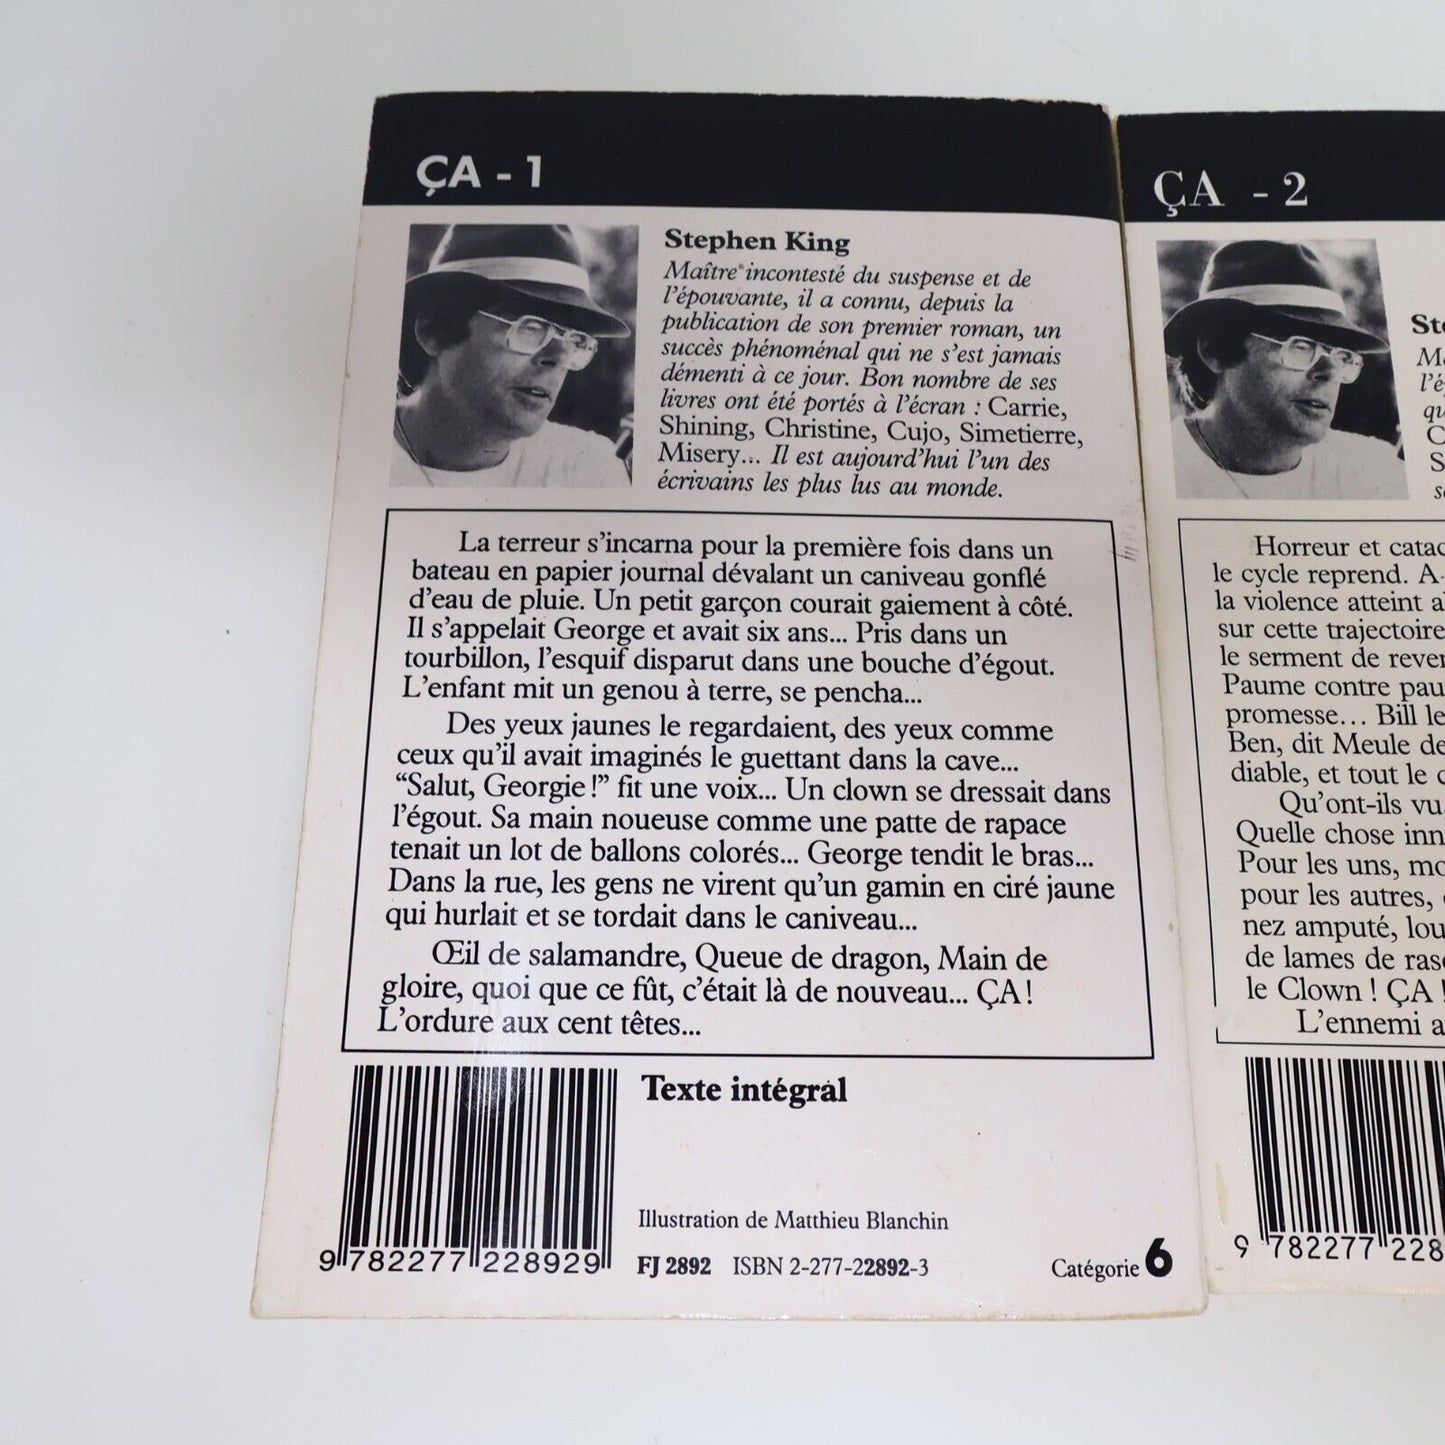 ÇA - 1
Stephen King
Maître incontesté du suspense et de
l'épouvante, il a connu, depuis la
publication de son premier roman, un
succès phénoménal qui ne s'est jamais
démenti à ce jour. Bon nombre de ses
livres ont été portés à l'écran : Carrie,
Shining, Christine, Cujo, Simetierre,
Misery... Il est aujourd'hui l'un des
écrivains les plus lus au monde.
La terreur s'incarna pour la première fois dans un
bateau en papier journal dévalant un caniveau gonflé
d'eau de pluie. Un petit garçon courait gaiement à côté.
Il s'appelait George et avait six ans... Pris dans un
tourbillon, l'esquif disparut dans une bouche d'égout.
L'enfant mit un genou à terre, se pencha...
Des yeux jaunes le regardaient, des yeux comme
ceux qu'il avait imaginés le guettant dans la cave...
“Salut, Georgie !” fit une voix... Un clown se dressait dans
l'égout. Sa main noueuse comme une patte de rapace
tenait un lot de ballons colorés... George tendit le bras...
Dans la rue, les gens ne virent qu'un gamin en ciré jaune
qui hurlait et se tordait dans le caniveau...
Œil de salamandre, Queue de dragon, Main de
gloire, quoi que ce fût, c'était là de nouveau... ÇA !
L'ordure aux cent têtes...
Texte intégral
Illustration de Matthieu Blanchin
9 782277 228929
FJ 2892 ISBN 2-277-22892-3
Catégorie 6
ÇA - 2
Horreur et
le cycle reprend.
la violence atteint
sur cette trajectoire
le serment de
Paume contre
promesse... Bill le
Ben, dit Meule de
diable, et tout le
Qu'ont-ils vu
Quelle chose
Pour les uns,
pour les autres,
nez amputé,
de lames de
le Clown ! ÇA !
L'ennemi
9 782277 228